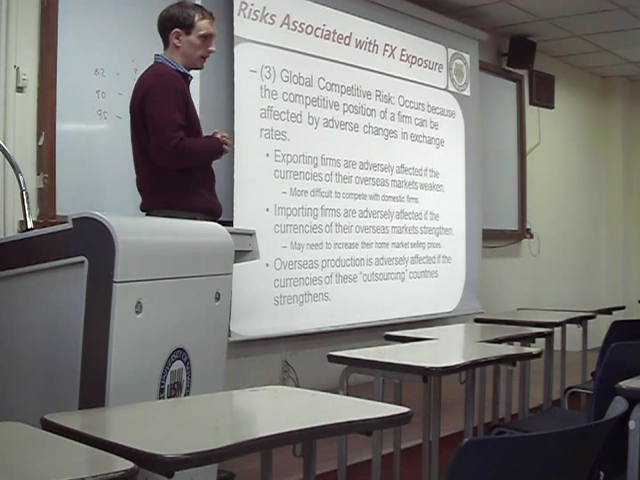 Risks Associated with FX Exposure
– (3) Global Competitive Risk: Occurs because
the competitive position of a firm can be
affected by adverse changes in exchange
rates.
• Exporting firms are adversely affected if the
currencies of their overseas markets weaken.
– More difficult to compete with domestic firms.
• Importing firms are adversely affected if the
currencies of their overseas markets strengthen.
– May need to increase their home market selling prices.
• Overseas production is adversely affected if the
currencies of these "outsourcing" countries
strengthens.